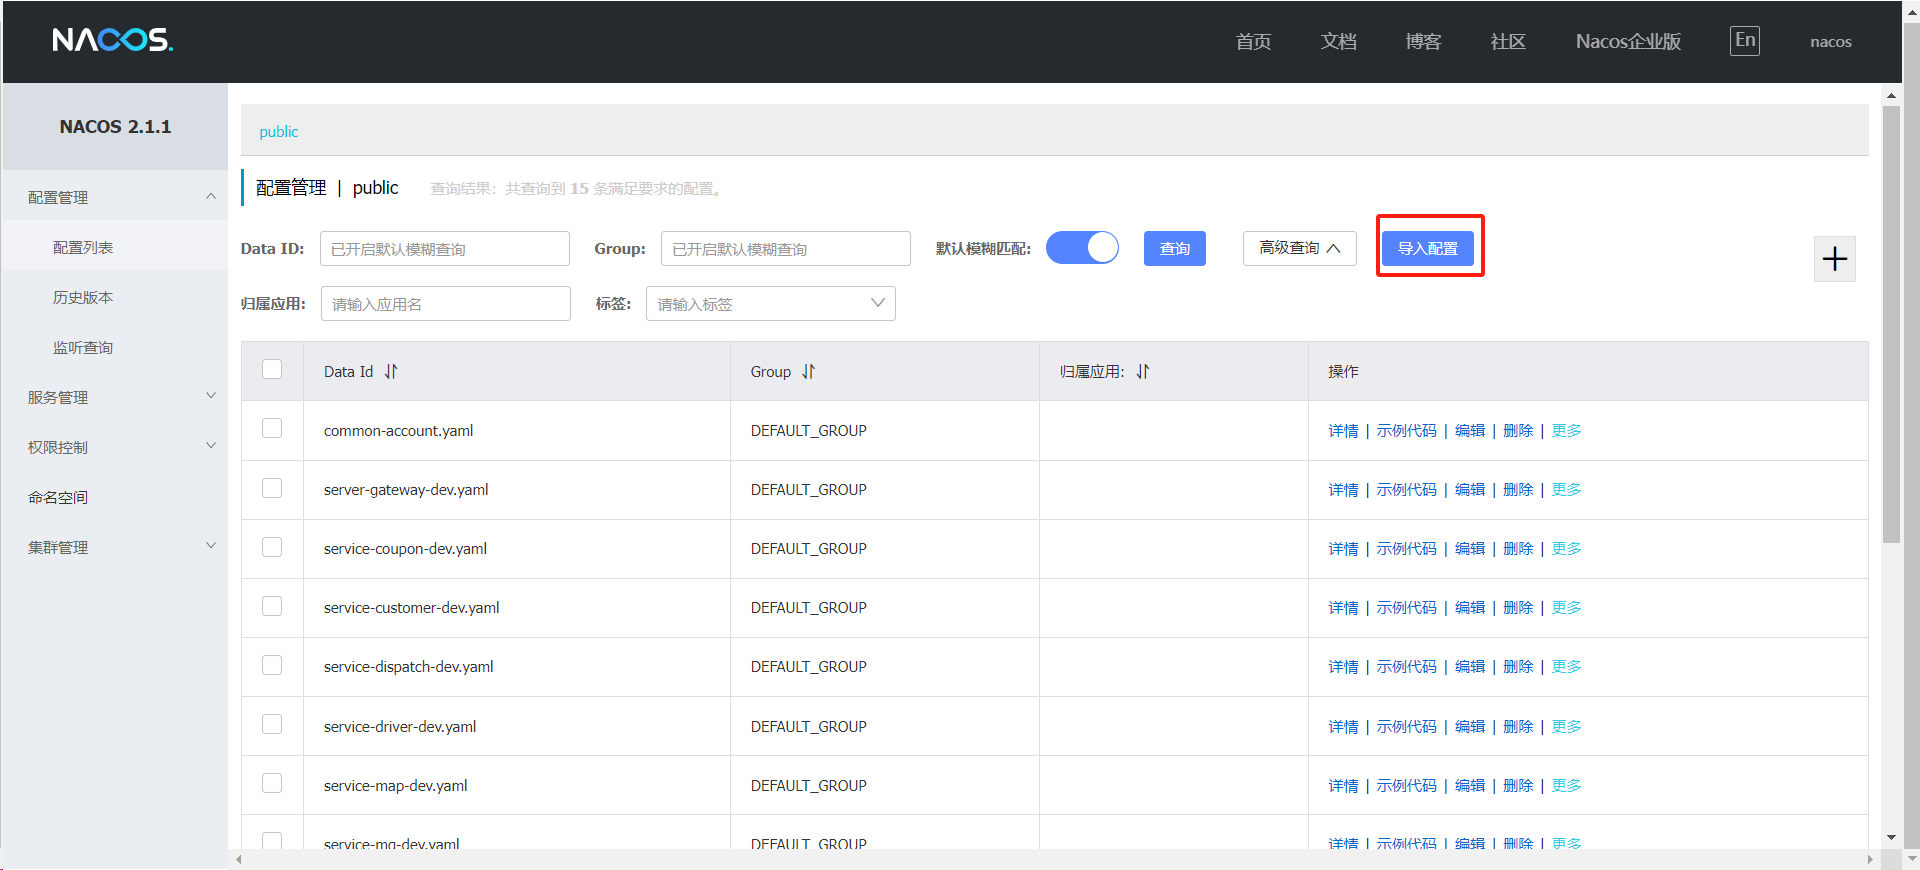 NACOS.
首页 文档 博客 社区 Nacos企业版 En nacos
NACOS 2.1.1
配置管理
配置列表
历史版本
监听查询
服务管理
权限控制
命名空间
集群管理
public
配置管理 | public 查询结果：共查询到 15 条满足要求的配置。
Data ID: 已开启默认模糊查询 Group: 已开启默认模糊查询 默认模糊匹配: 查询 高级查询 导入配置
归属应用: 请输入应用名 标签: 请输入标签
Data Id Group 归属应用: 操作
common-account.yaml DEFAULT_GROUP 详情 | 示例代码 | 编辑 | 删除 | 更多
server-gateway-dev.yaml DEFAULT_GROUP 详情 | 示例代码 | 编辑 | 删除 | 更多
service-coupon-dev.yaml DEFAULT_GROUP 详情 | 示例代码 | 编辑 | 删除 | 更多
service-customer-dev.yaml DEFAULT_GROUP 详情 | 示例代码 | 编辑 | 删除 | 更多
service-dispatch-dev.yaml DEFAULT_GROUP 详情 | 示例代码 | 编辑 | 删除 | 更多
service-driver-dev.yaml DEFAULT_GROUP 详情 | 示例代码 | 编辑 | 删除 | 更多
service-map-dev.yaml DEFAULT_GROUP 详情 | 示例代码 | 编辑 | 删除 | 更多
service-mq-dev.yaml DEFAULT_GROUP 详情 | 示例代码 | 编辑 | 删除 | 更多